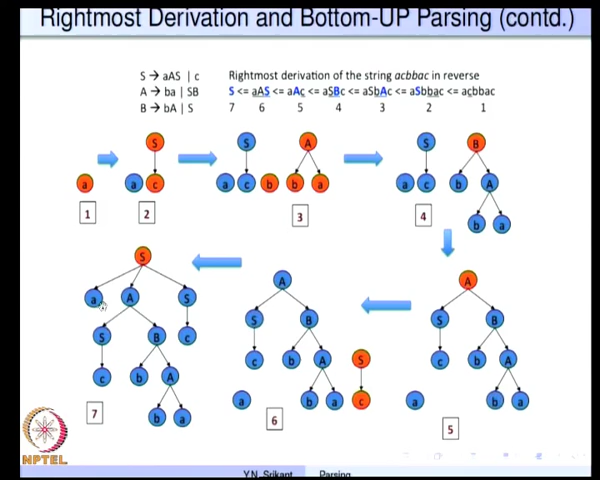 Rightmost Derivation and Bottom-UP Parsing (contd.)
S → aAS | c
A → ba | SB
B → bA | S
Rightmost derivation of the string acbbac in reverse
S <= aAS <= aAc <= aSBc <= aSbAc <= aSbbac <= acbbac
7 6 5 4 3 2 1
S S A S B
a a c a c b b a a c b A
1 2 3 4 b a
S A A
a A S S B S B
S B c c b A S c b A
c b A a b a c a b a
b a
7 6 5
NPTEL
Y.N. Srikant Parsing